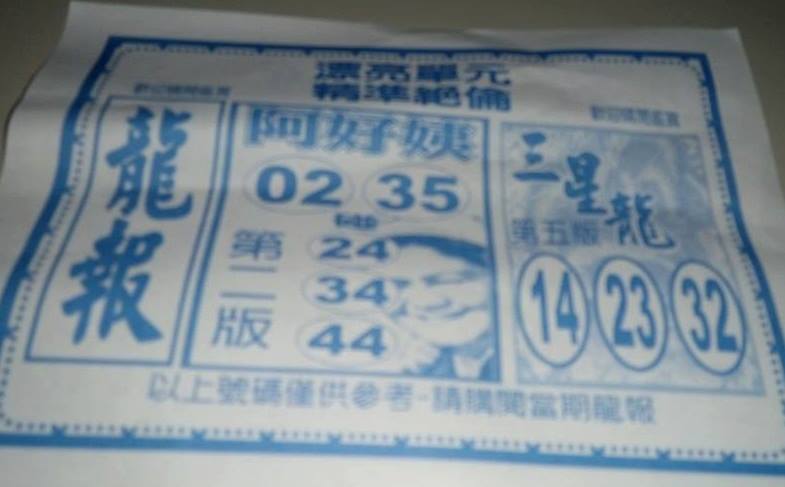 漂亮單元
精準絕倫
龍報
阿好姨
02 35
碰
第二版
24
34
44
三星龍
第五版
14 23 32
以上號碼僅供參考·請購閱當期龍報